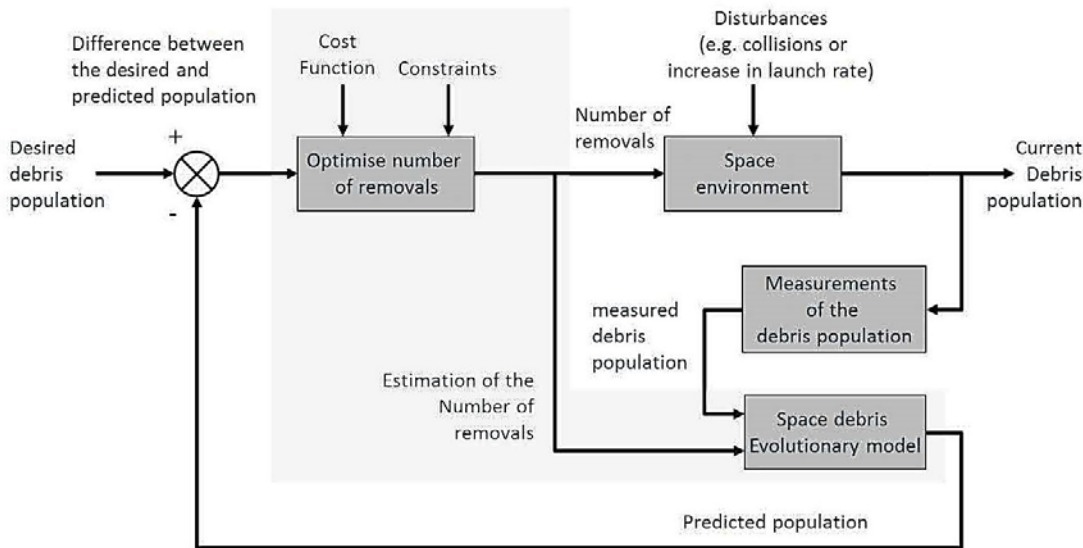 Difference between
the desired and
predicted population
Cost
Function
Constraints
Disturbances
(e.g. collisions or
increase in launch rate)
Desired
debris
population
+
-
Optimise number
of removals
Number of
removals
Space
environment
Current
Debris
population
Measurements
of the
debris population
measured
debris
population
Estimation of the
Number of
removals
Space debris
Evolutionary model
Predicted population